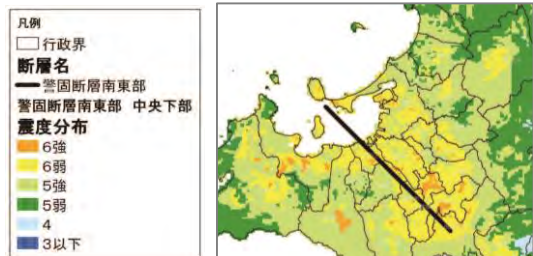 凡例
行政界
断層名
警固断層南東部
警固断層南東部 中央下部
震度分布
6強
6弱
5強
5弱
4
3以下